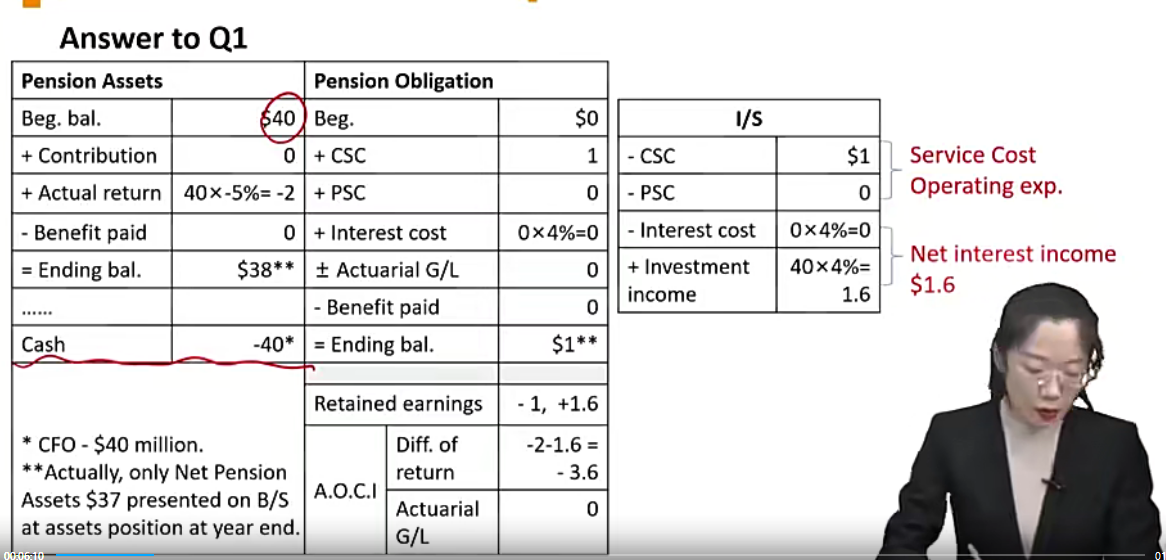 Answer to Q1
Pension Assets Pension Obligation
Beg. bal. $40 Beg. $0
I/S
+ Contribution 0 + CSC 1
- CSC $1
Service Cost
Operating exp.
+ Actual return 40×-5%= -2 + PSC 0
- PSC 0
- Benefit paid 0 + Interest cost 0×4%=0
- Interest cost 0×4%=0
Net interest income
$1.6
= Ending bal. $38** ± Actuarial G/L 0
+ Investment
income
40×4%=
1.6
...... - Benefit paid 0
Cash -40* = Ending bal. $1**
Retained earnings - 1, +1.6
* CFO - $40 million.
**Actually, only Net Pension
Assets $37 presented on B/S
at assets position at year end.
A.O.C.I
Diff. of
return
-2-1.6 =
- 3.6
Actuarial
G/L
0
00:06:10